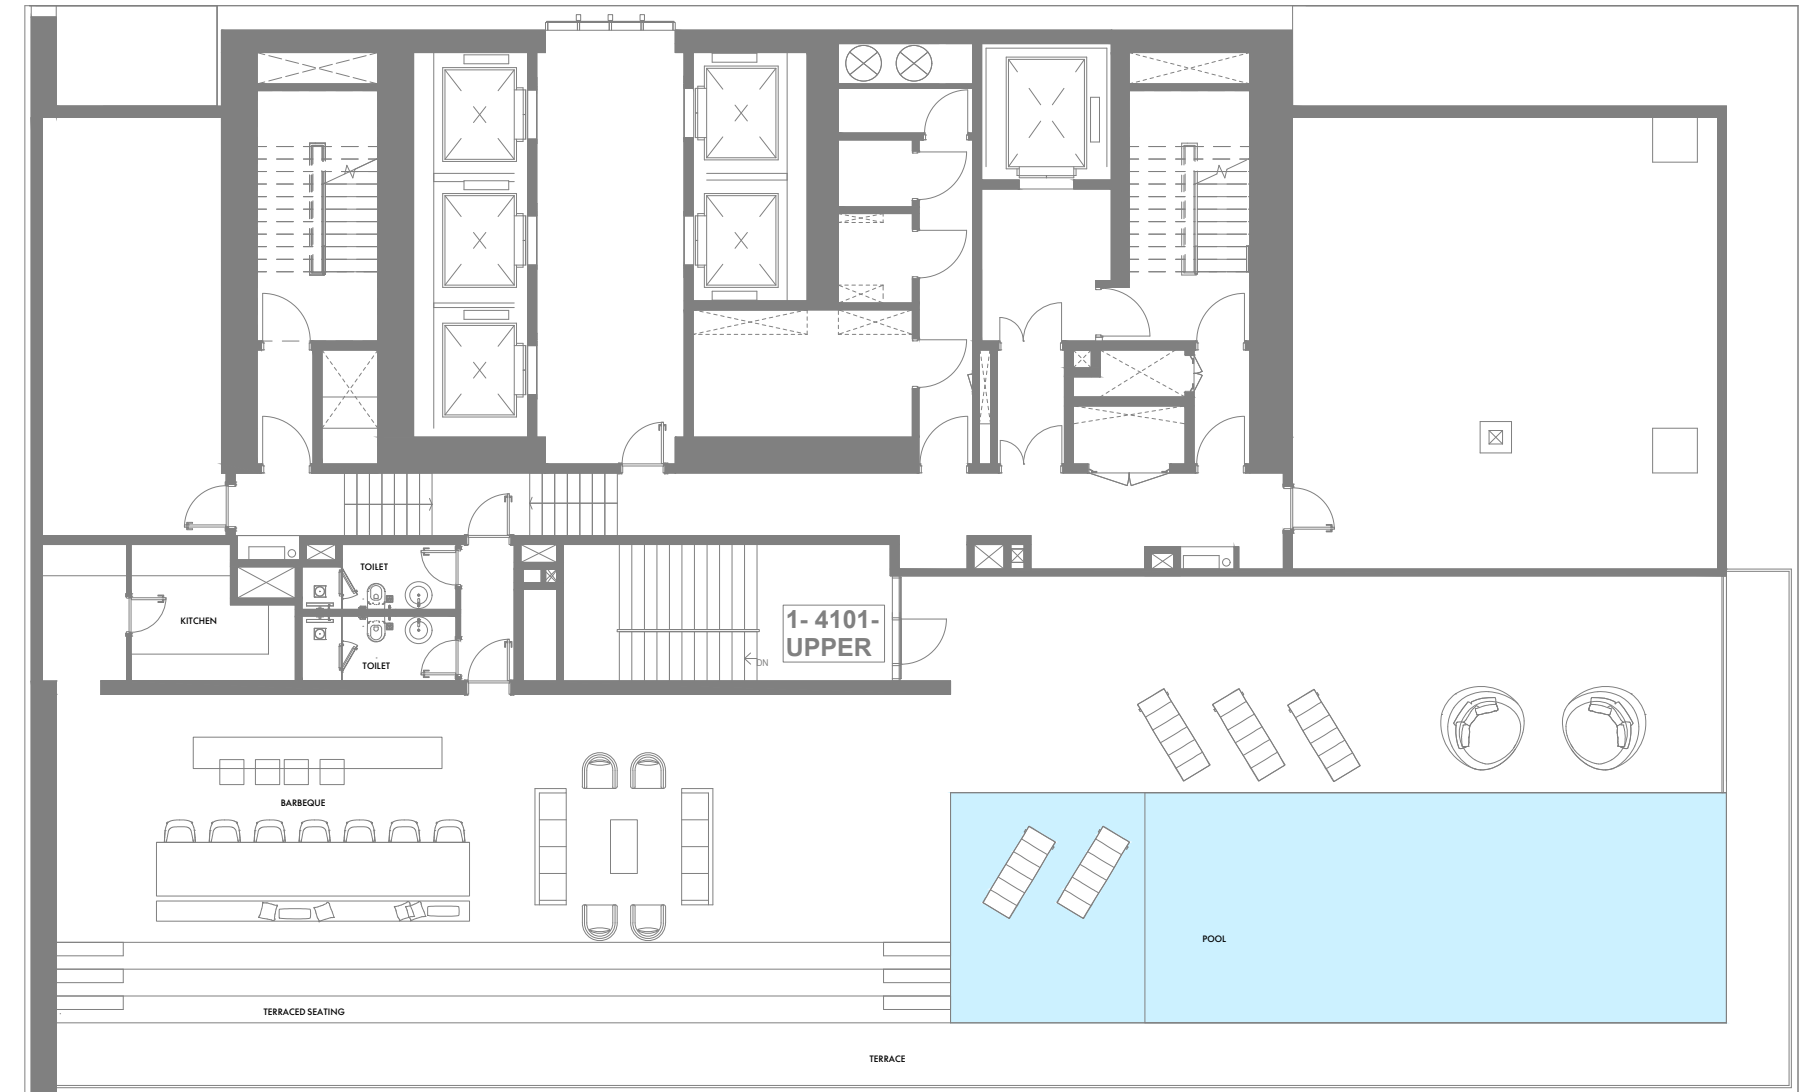 TOILET
KITCHEN
1- 4101-
UPPER
DN
TOILET
BARBEQUE
POOL
TERRACED SEATING
TERRACE